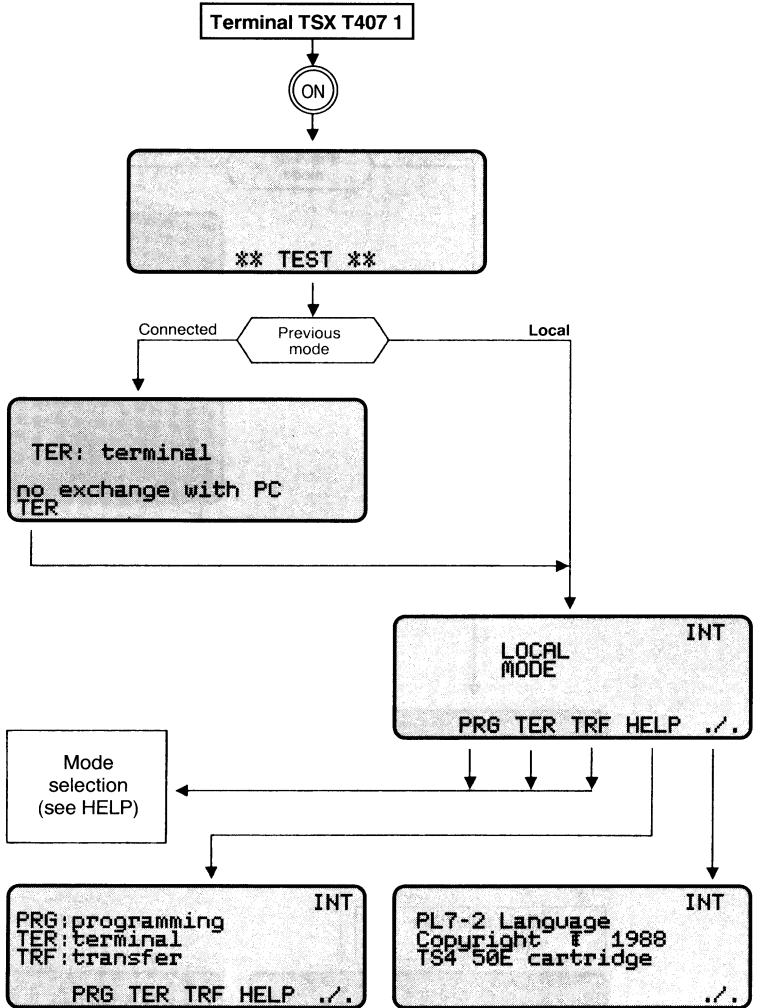 Terminal TSX T407 1
ON
** TEST **
Connected
Previous
mode
Local
TER: terminal
no exchange with PC
TER
INT
LOCAL
MODE
PRG TER TRF HELP ./.
Mode
selection
(see HELP)
INT
PRG:programming
TER:terminal
TRF:transfer
PRG TER TRF HELP ./.
INT
PL7-2 Language
Copyright 1988
TS4 50E cartridge
./.